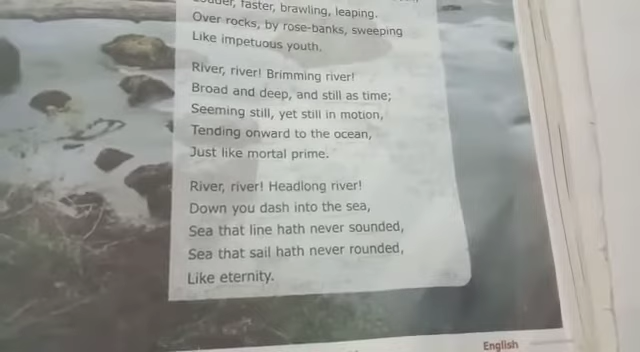 faster, brawling, leaping.
Over rocks, by rose-banks, sweeping
Like impetuous youth.
River, river! Brimming river!
Broad and deep, and still as time;
Seeming still, yet still in motion,
Tending onward to the ocean,
Just like mortal prime.
River, river! Headlong river!
Down you dash into the sea,
Sea that line hath never sounded,
Sea that sail hath never rounded,
Like eternity.
English